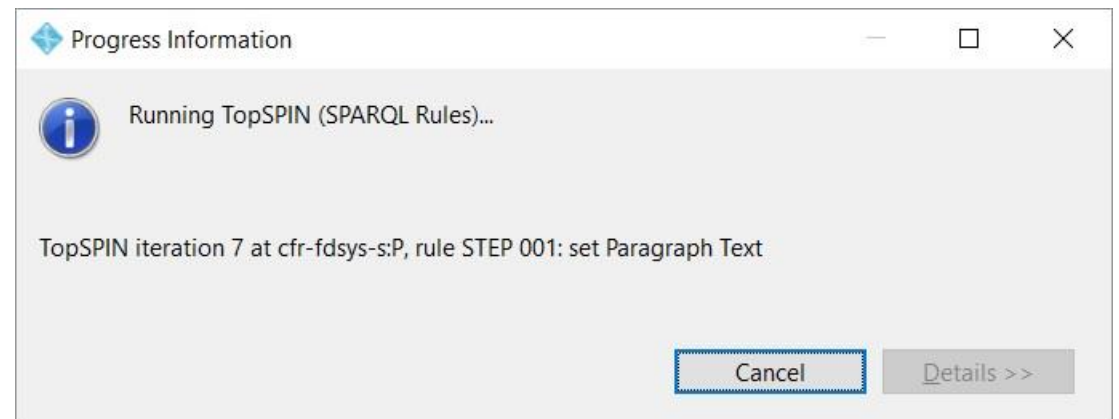 Progress Information
Running TopSPIN (SPARQL Rules)...
TopSPIN iteration 7 at cfr-fdsys-s:P, rule STEP 001: set Paragraph Text
Cancel
Details >>